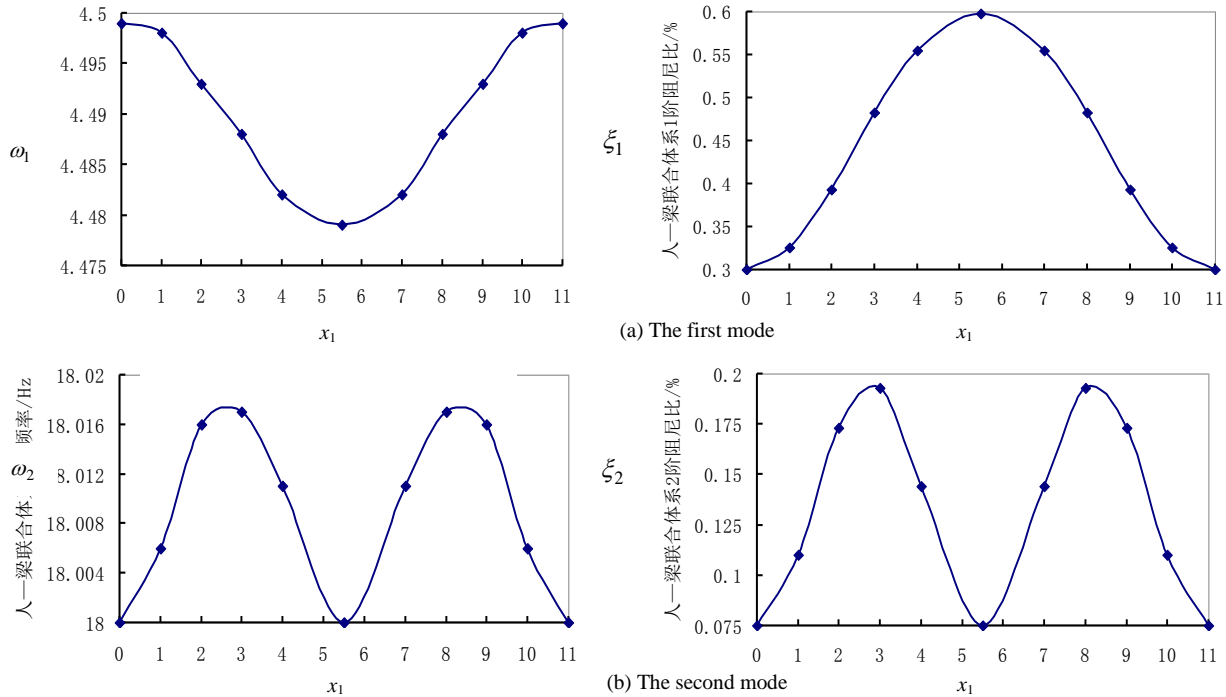 4.5
4.495
4.49
4.485
4.48
4.475
ω1
0 1 2 3 4 5 6 7 8 9 10 11
x1
0.6
0.55
0.5
0.45
0.4
0.35
0.3
ξ1
人—梁联合体系1阶阻尼比/%
0 1 2 3 4 5 6 7 8 9 10 11
x1
(a) The first mode
18.02
18.016
8.012
18.008
18.004
18
ω2
人—梁联合体
频率/Hz
0 1 2 3 4 5 6 7 8 9 10 11
x1
0.2
0.175
0.15
0.125
0.1
0.075
ξ2
人—梁联合体系2阶阻尼比/%
0 1 2 3 4 5 6 7 8 9 10 11
x1
(b) The second mode